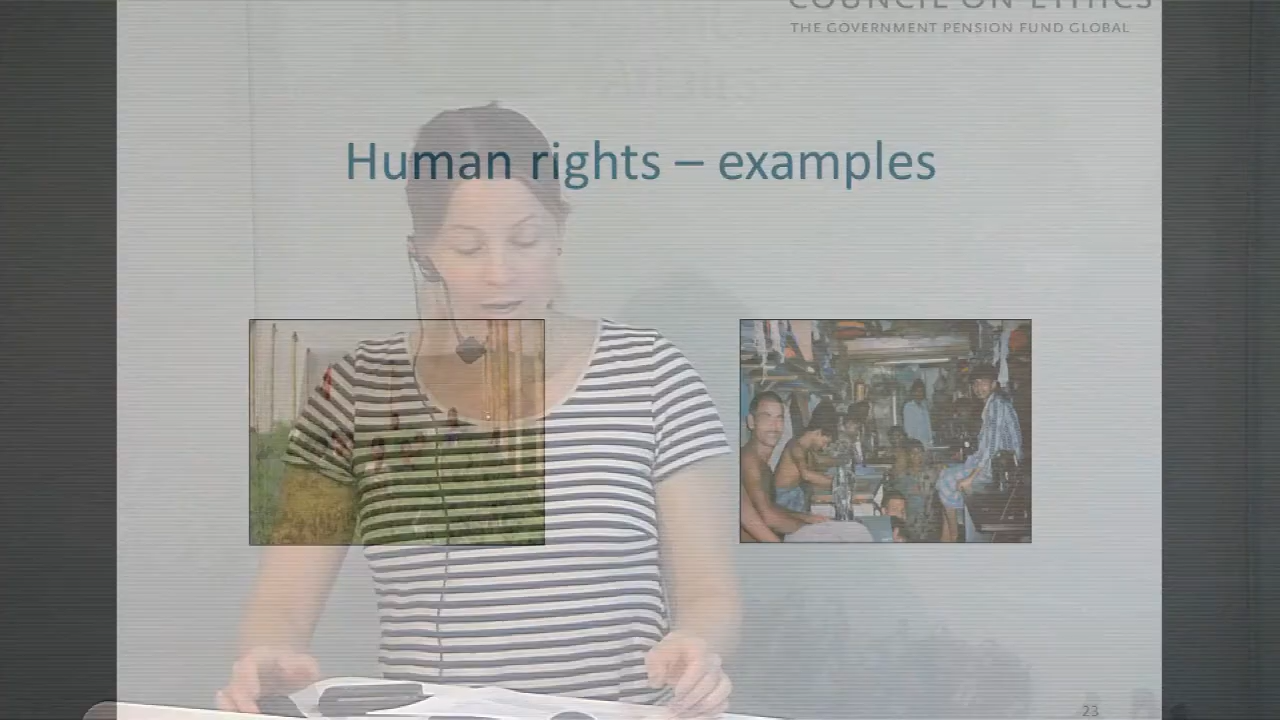 COUNCIL ON ETHICS
THE GOVERNMENT PENSION FUND GLOBAL
Human rights – examples
23